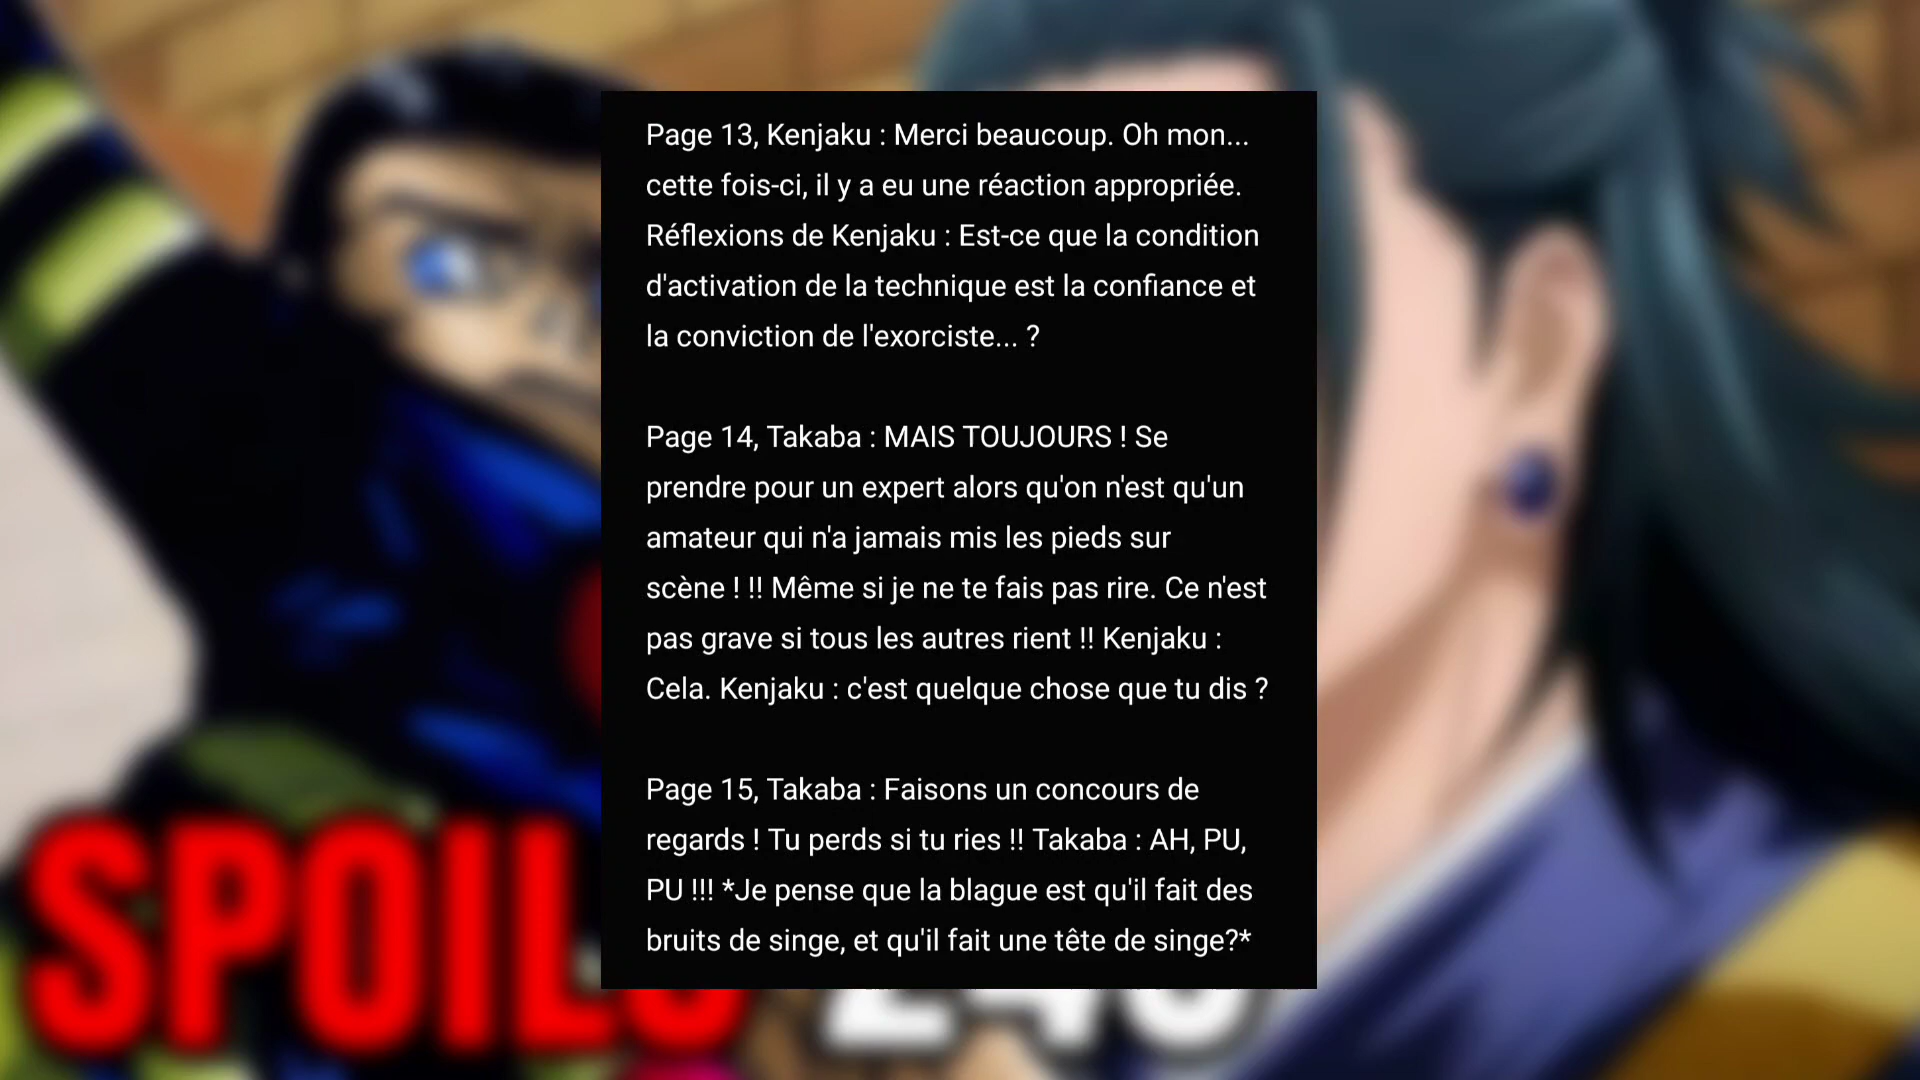 Page 13, Kenjaku : Merci beaucoup. Oh mon...
cette fois-ci, il y a eu une réaction appropriée.
Réflexions de Kenjaku : Est-ce que la condition
d'activation de la technique est la confiance et
la conviction de l'exorciste... ?
Page 14, Takaba : MAIS TOUJOURS ! Se
prendre pour un expert alors qu'on n'est qu'un
amateur qui n'a jamais mis les pieds sur
scène ! !! Même si je ne te fais pas rire. Ce n'est
pas grave si tous les autres rient !! Kenjaku :
Cela. Kenjaku : c'est quelque chose que tu dis ?
Page 15, Takaba : Faisons un concours de
regards ! Tu perds si tu ries !! Takaba : AH, PU,
PU !!! *Je pense que la blague est qu'il fait des
bruits de singe, et qu'il fait une tête de singe?*
SPOIL